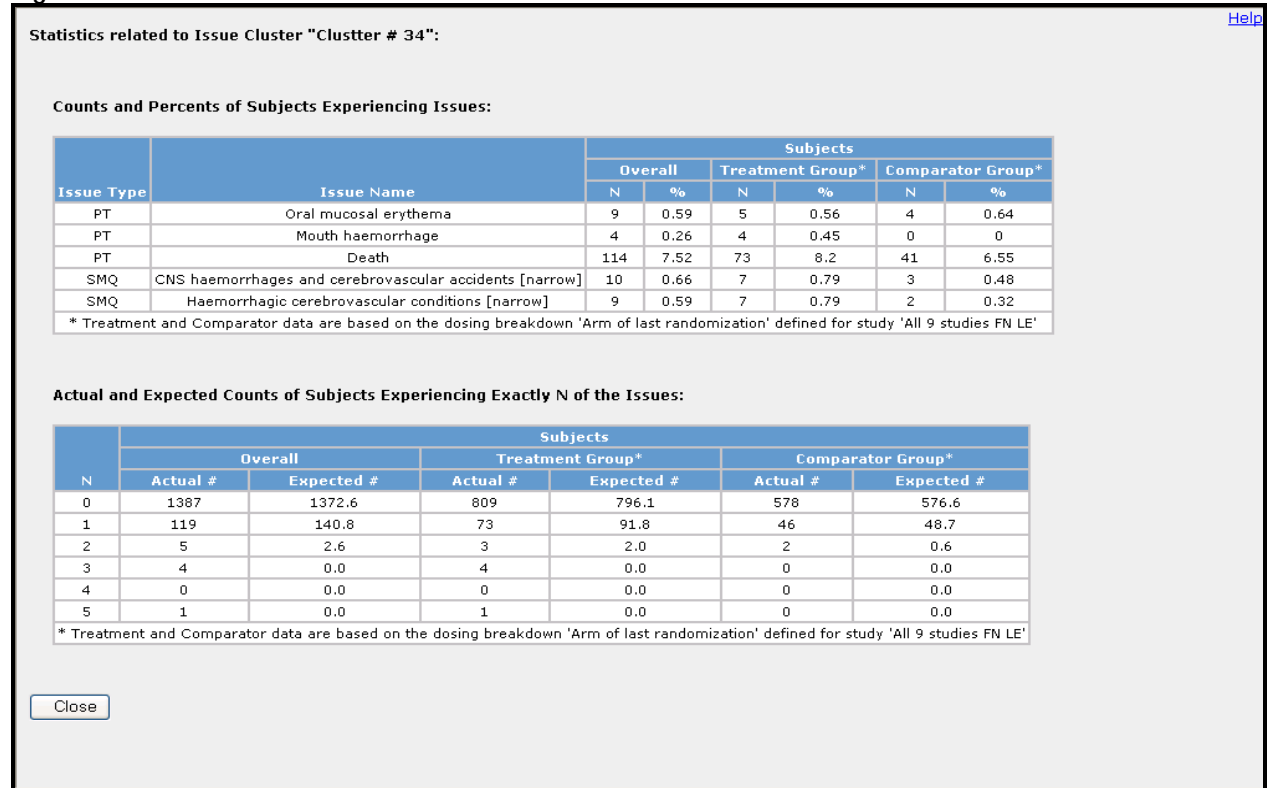 Help
Statistics related to Issue Cluster "Clustter # 34":
Counts and Percents of Subjects Experiencing Issues:
Subjects
Overall Treatment Group* Comparator Group*
Issue Type Issue Name N % N % N %
PT Oral mucosal erythema 9 0.59 5 0.56 4 0.64
PT Mouth haemorrhage 4 0.26 4 0.45 0 0
PT Death 114 7.52 73 8.2 41 6.55
SMQ CNS haemorrhages and cerebrovascular accidents [narrow] 10 0.66 7 0.79 3 0.48
SMQ Haemorrhagic cerebrovascular conditions [narrow] 9 0.59 7 0.79 2 0.32
* Treatment and Comparator data are based on the dosing breakdown 'Arm of last randomization' defined for study 'All 9 studies FN LE'
Actual and Expected Counts of Subjects Experiencing Exactly N of the Issues:
Subjects
Overall Treatment Group* Comparator Group*
N Actual # Expected # Actual # Expected # Actual # Expected #
0 1387 1372.6 809 796.1 578 576.6
1 119 140.8 73 91.8 46 48.7
2 5 2.6 3 2.0 2 0.6
3 4 0.0 4 0.0 0 0.0
4 0 0.0 0 0.0 0 0.0
5 1 0.0 1 0.0 0 0.0
* Treatment and Comparator data are based on the dosing breakdown 'Arm of last randomization' defined for study 'All 9 studies FN LE'
Close